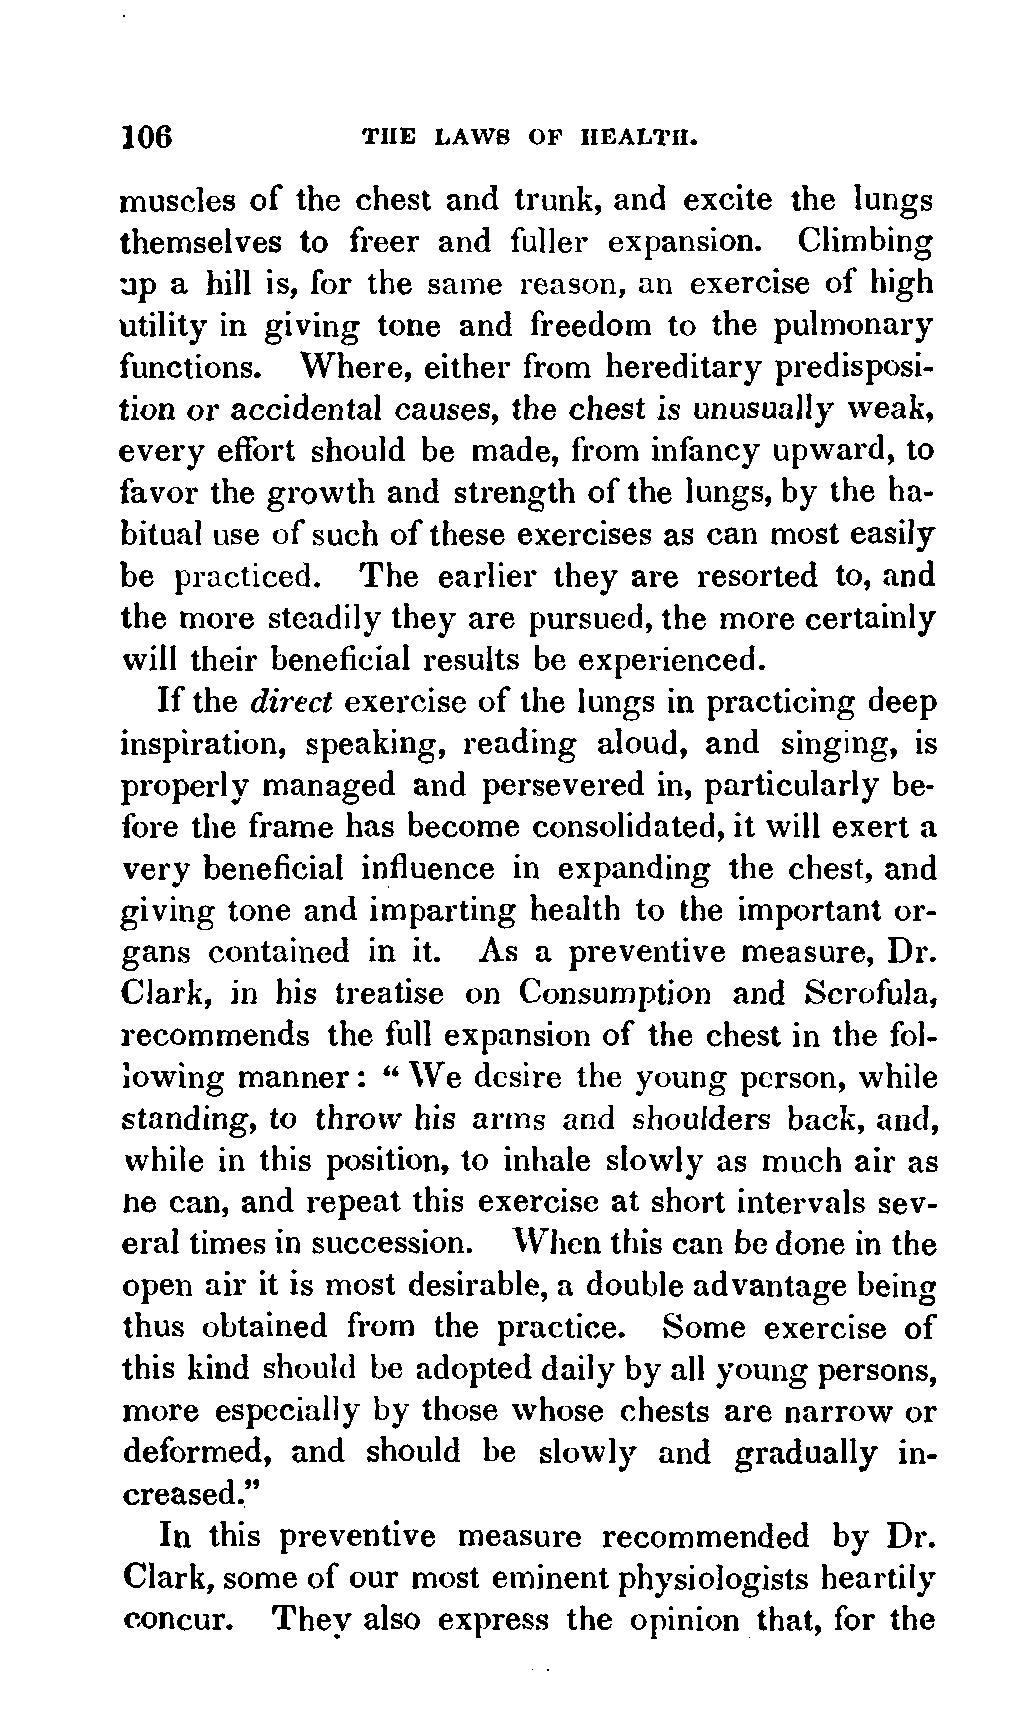 106 THE LAWS OF HEALTH.
muscles of the chest and trunk, and excite the lungs
themselves to freer and fuller expansion. Climbing
up a hill is, for the same reason, an exercise of high
utility in giving tone and freedom to the pulmonary
functions. Where, either from hereditary predisposi-
tion or accidental causes, the chest is unusually weak,
every effort should be made, from infancy upward, to
favor the growth and strength of the lungs, by the ha-
bitual use of such of these exercises as can most easily
be practiced. The earlier they are resorted to, and
the more steadily they are pursued, the more certainly
will their beneficial results be experienced.
If the direct exercise of the lungs in practicing deep
inspiration, speaking, reading aloud, and singing, is
properly managed and persevered in, particularly be-
fore the frame has become consolidated, it will exert a
very beneficial influence in expanding the chest, and
giving tone and imparting health to the important or-
gans contained in it. As a preventive measure, Dr.
Clark, in his treatise on Consumption and Scrofula,
recommends the full expansion of the chest in the fol-
lowing manner: “We desire the young person, while
standing, to throw his arms and shoulders back, and,
while in this position, to inhale slowly as much air as
he can, and repeat this exercise at short intervals sev-
eral times in succession. When this can be done in the
open air it is most desirable, a double advantage being
thus obtained from the practice. Some exercise of
this kind should be adopted daily by all young persons,
more especially by those whose chests are narrow or
deformed, and should be slowly and gradually in-
creased.”
In this preventive measure recommended by Dr.
Clark, some of our most eminent physiologists heartily
concur. They also express the opinion that, for the